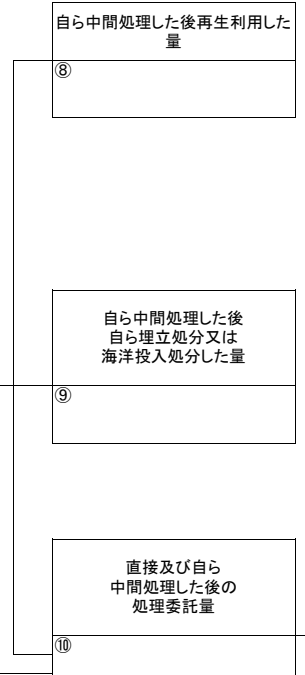 自ら中間処理した後再生利用した
量
⑧
自ら中間処理した後
自ら埋立処分又は
海洋投入処分した量
⑨
直接及び自ら
中間処理した後の
処理委託量
⑩